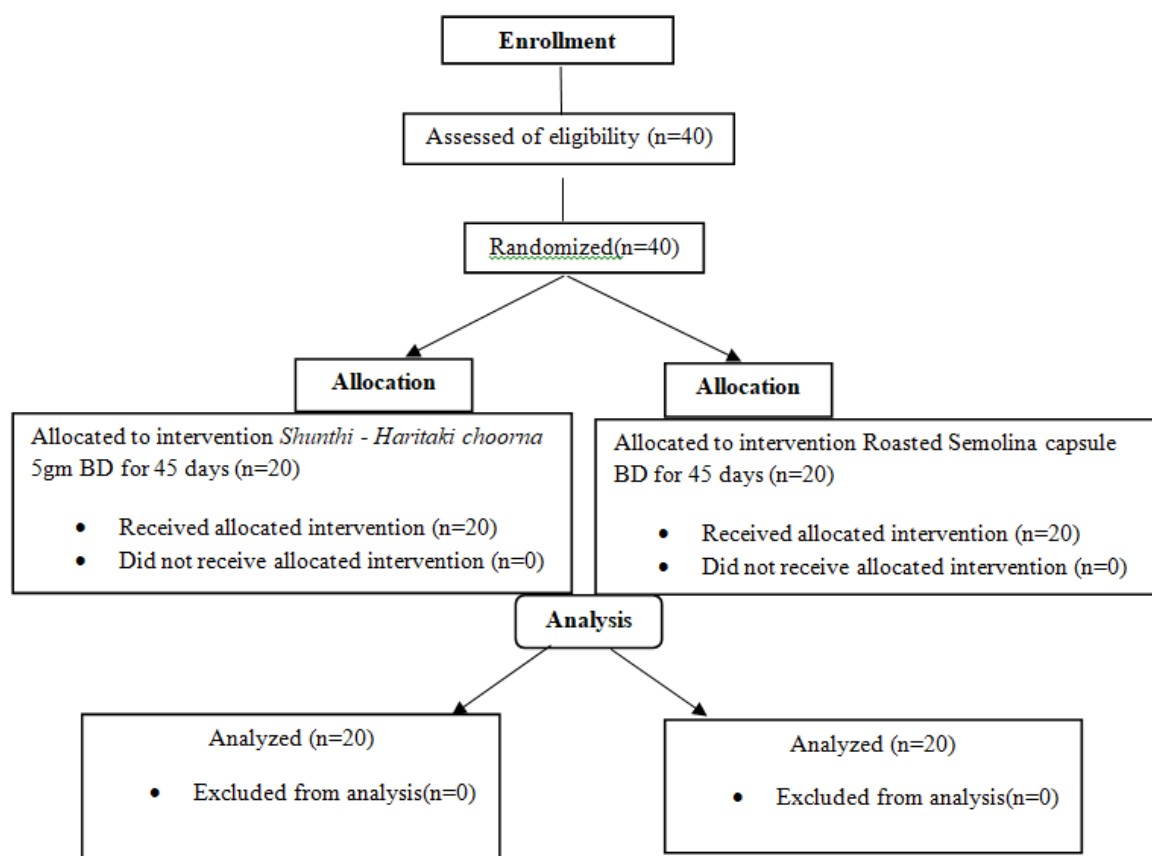 Enrollment
Assessed of eligibility (n=40)
Randomized(n=40)
Allocation
Allocated to intervention Shunthi - Haritaki choorna
5gm BD for 45 days (n=20)
• Received allocated intervention (n=20)
• Did not receive allocated intervention (n=0)
Allocation
Allocated to intervention Roasted Semolina capsule
BD for 45 days (n=20)
• Received allocated intervention (n=20)
• Did not receive allocated intervention (n=0)
Analysis
Analyzed (n=20)
• Excluded from analysis(n=0)
Analyzed (n=20)
• Excluded from analysis(n=0)